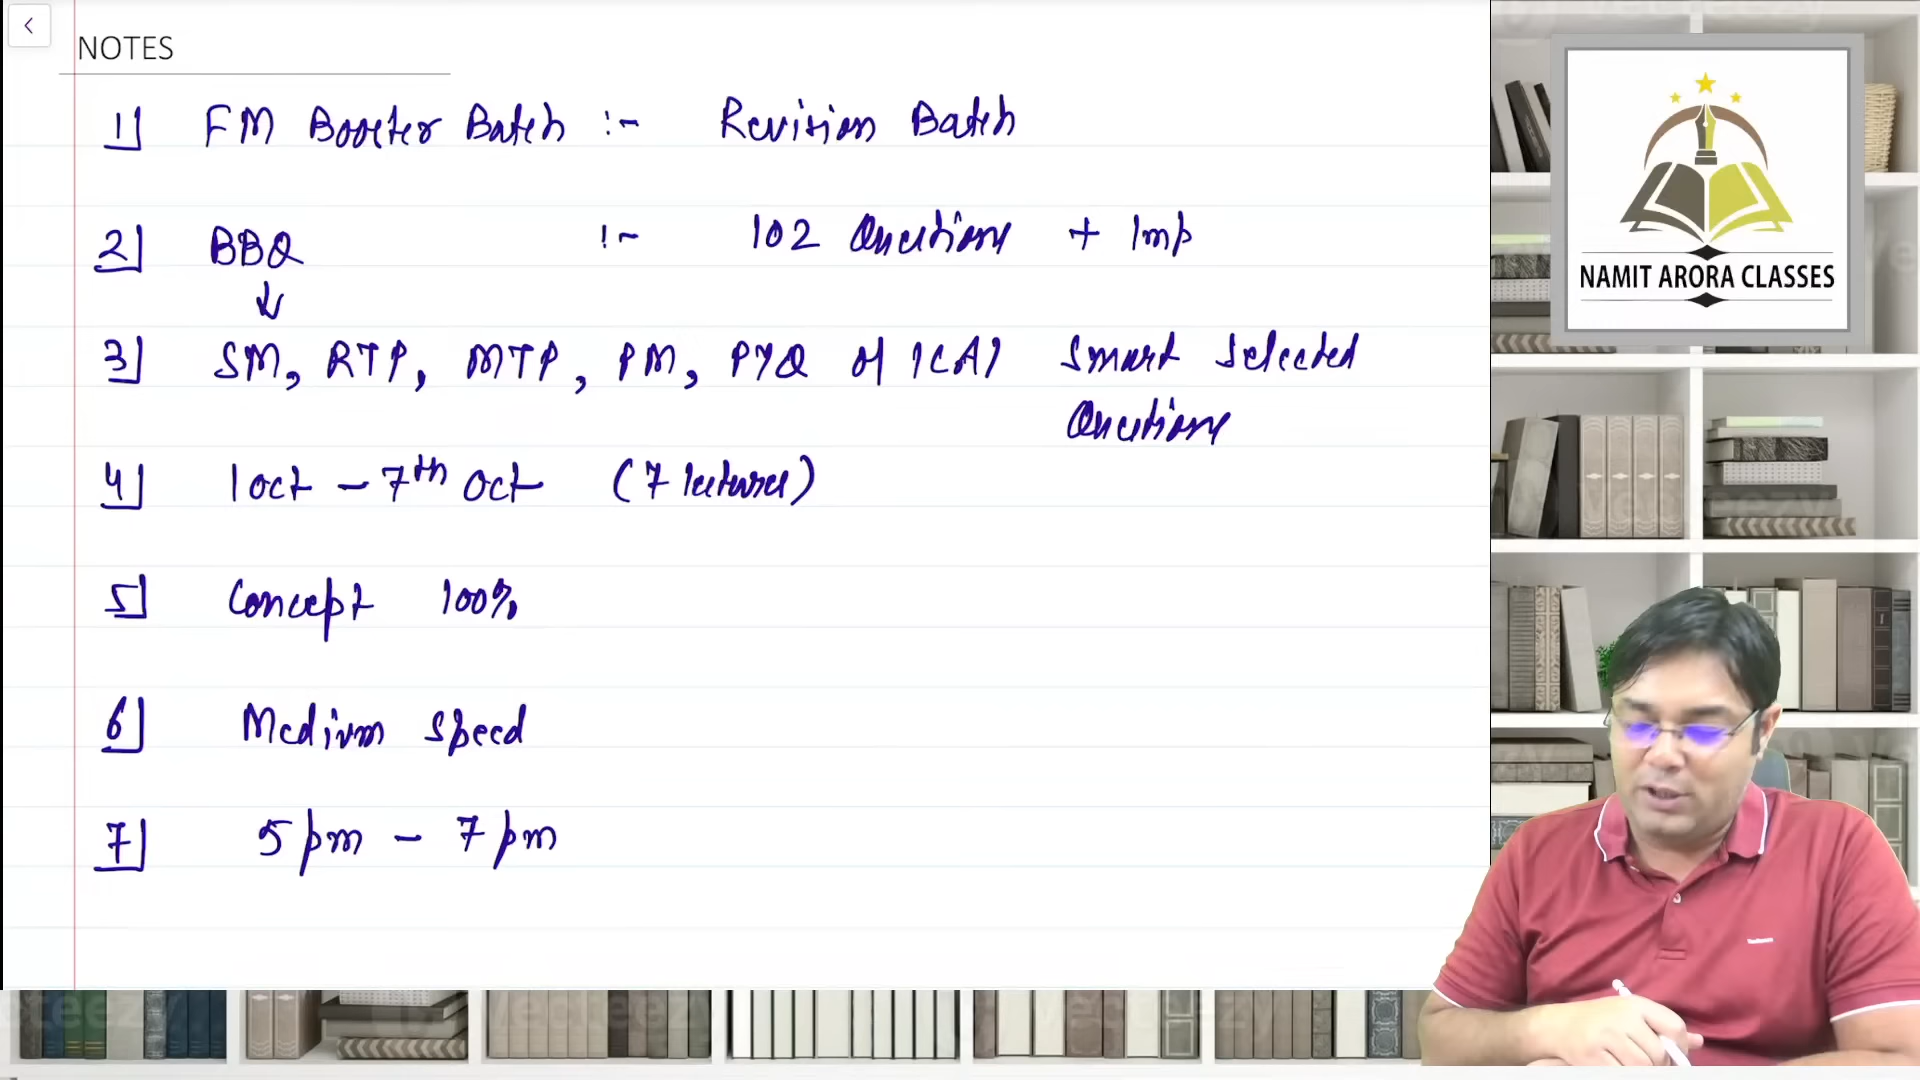 NOTES
1] FM Booster Batch :- Revision Batch
2] BBQ :- 102 Questions + Imp
3] SM, RTP, MTP, PM, PYQ of ICAI Smart Selected
Questions
4] 1 oct - 7th oct (7 lectures)
5] Concept 100%
6] Medium speed
7] 5 pm - 7 pm
NAMIT ARORA CLASSES